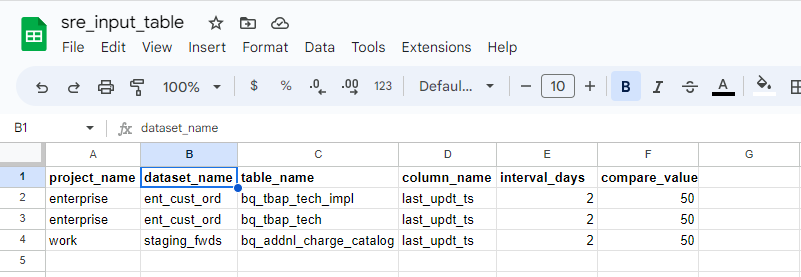 sre_input_table
File Edit View Insert Format Data Tools Extensions Help
100% $ % .0 .00 123 Defaul... − 10 + B I S A
B1 fx dataset_name
A B C D E F G
1 project_name dataset_name table_name column_name interval_days compare_value
2 enterprise ent_cust_ord bq_tbap_tech_impl last_updt_ts 2 50
3 enterprise ent_cust_ord bq_tbap_tech last_updt_ts 2 50
4 work staging_fwds bq_addnl_charge_catalog last_updt_ts 2 50
5